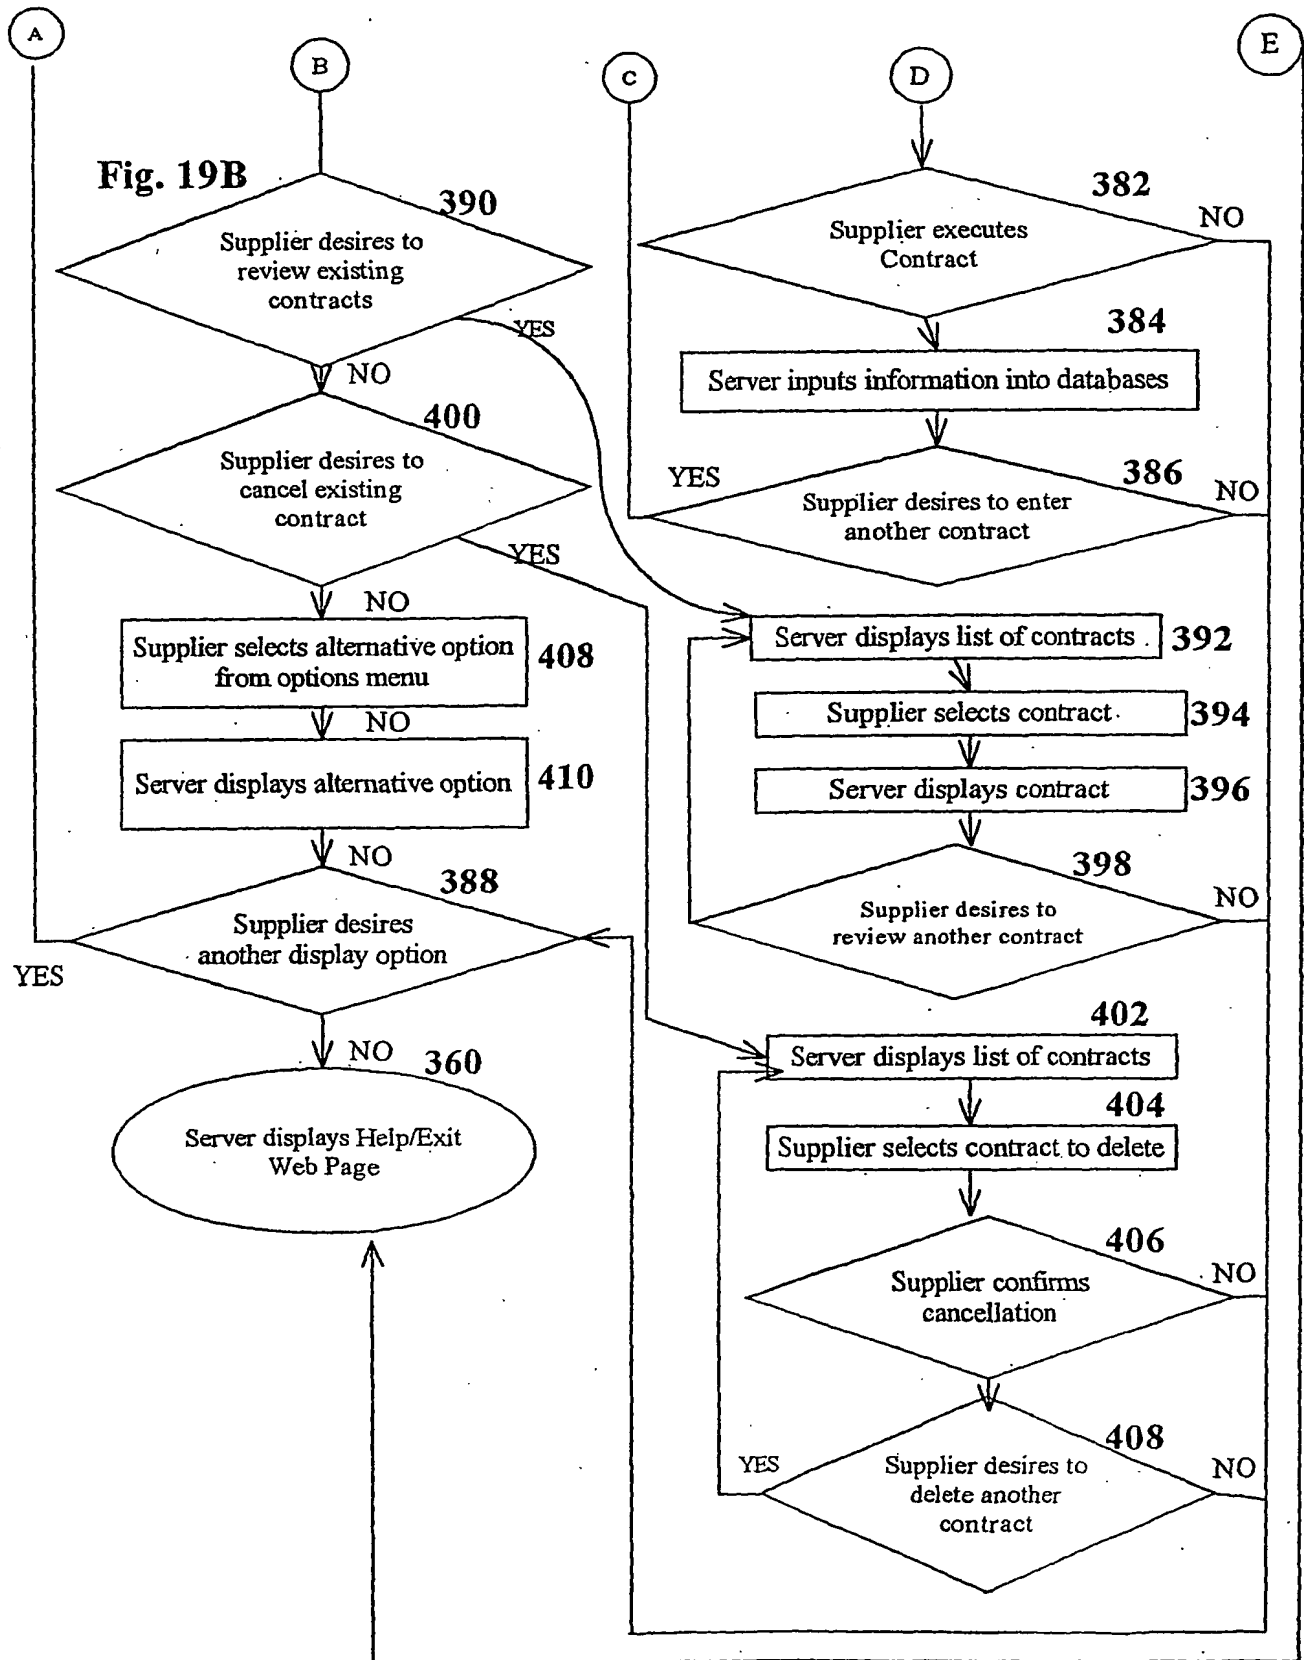 A
B
C
D
E
Fig. 19B
390
Supplier desires to
review existing
contracts
YES
NO
400
Supplier desires to
cancel existing
contract
YES
NO
Supplier selects alternative option
from options menu
408
NO
Server displays alternative option
410
NO
388
Supplier desires
another display option
YES
NO
360
Server displays Help/Exit
Web Page
382
NO
Supplier executes
Contract
384
Server inputs information into databases
YES
386
NO
Supplier desires to enter
another contract
Server displays list of contracts
392
Supplier selects contract
394
Server displays contract
396
398
NO
Supplier desires to
review another contract
402
Server displays list of contracts
404
Supplier selects contract to delete
406
NO
Supplier confirms
cancellation
408
YES
NO
Supplier desires to
delete another
contract